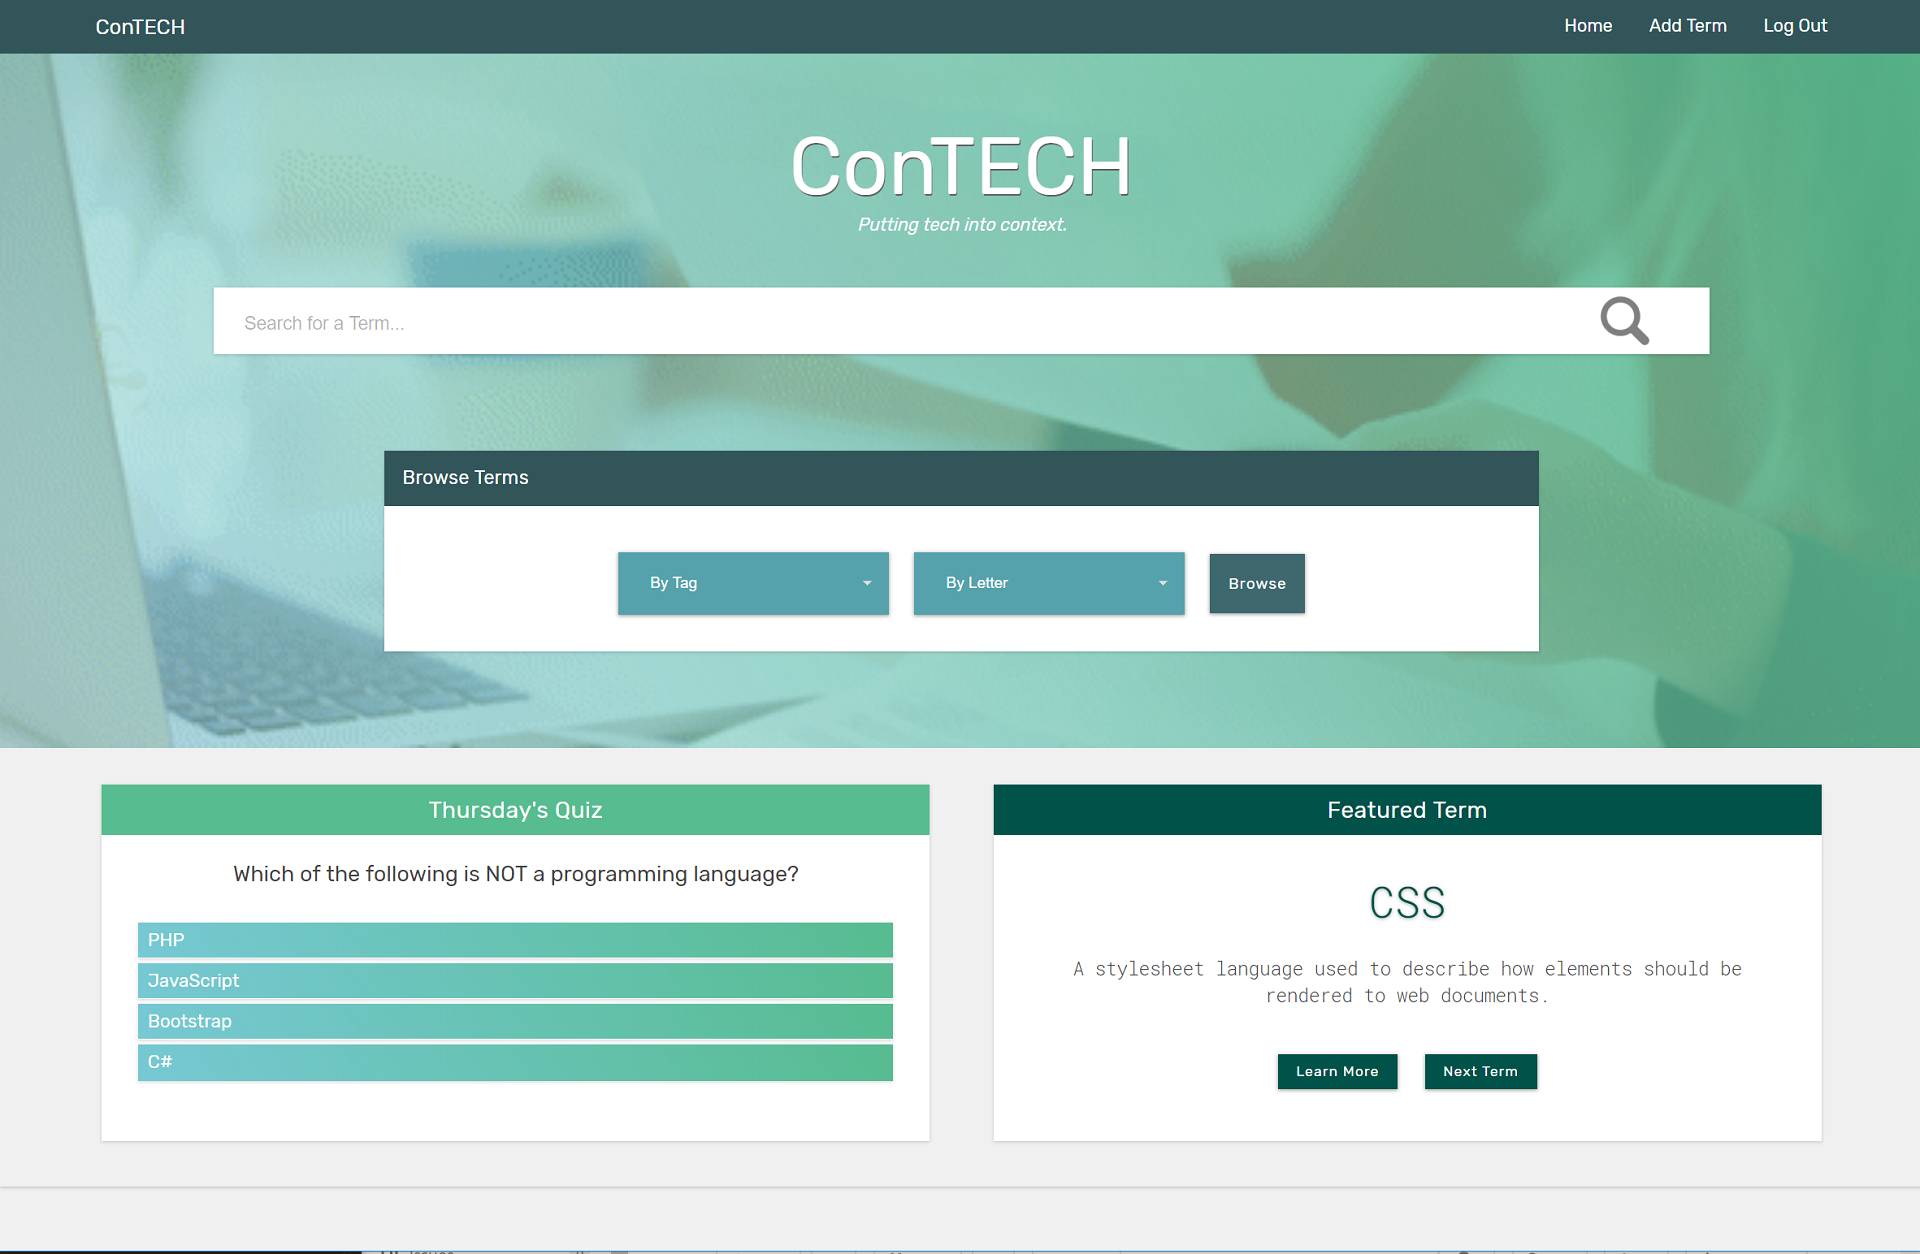 ConTECH
Home
Add Term
Log Out
ConTECH
Putting tech into context.
Search for a Term...
Browse Terms
By Tag
By Letter
Browse
Thursday's Quiz
Which of the following is NOT a programming language?
PHP
JavaScript
Bootstrap
C#
Featured Term
CSS
A stylesheet language used to describe how elements should be
rendered to web documents.
Learn More
Next Term